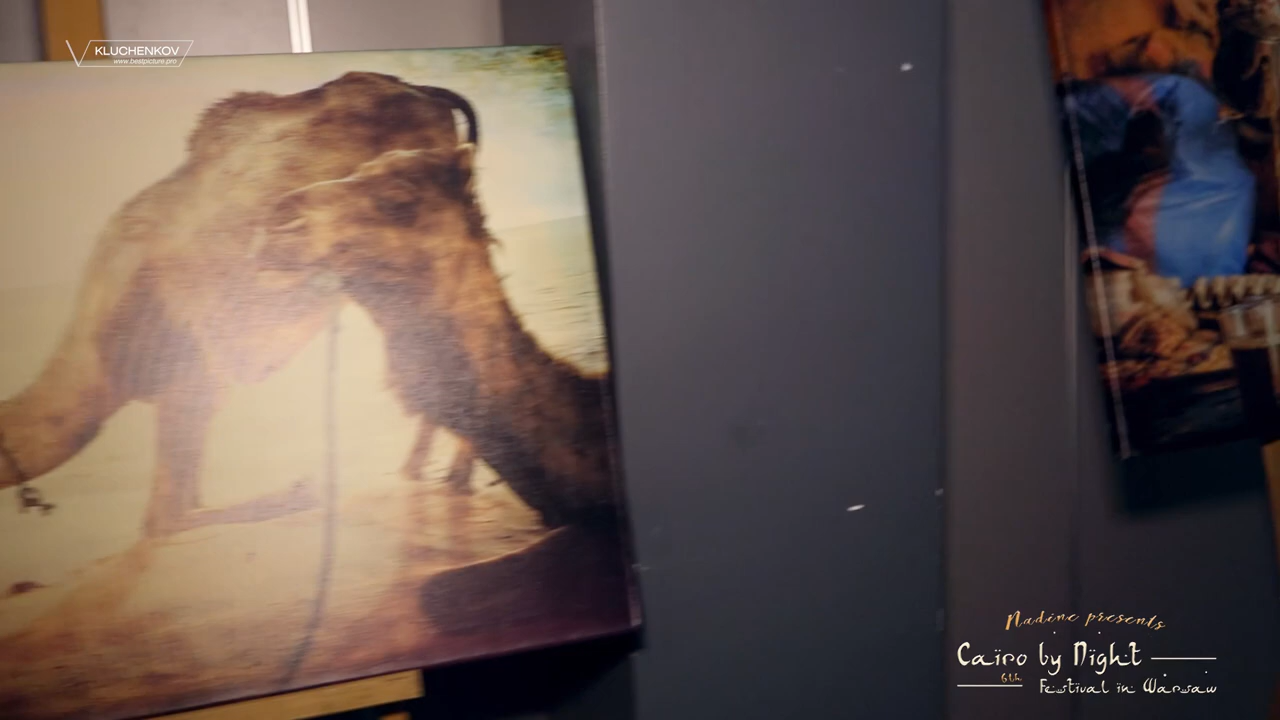 KLUCHENKOV
www.bestpicture.pro
Nadine presents
Cairo by Night
6th
Festival in Warsaw